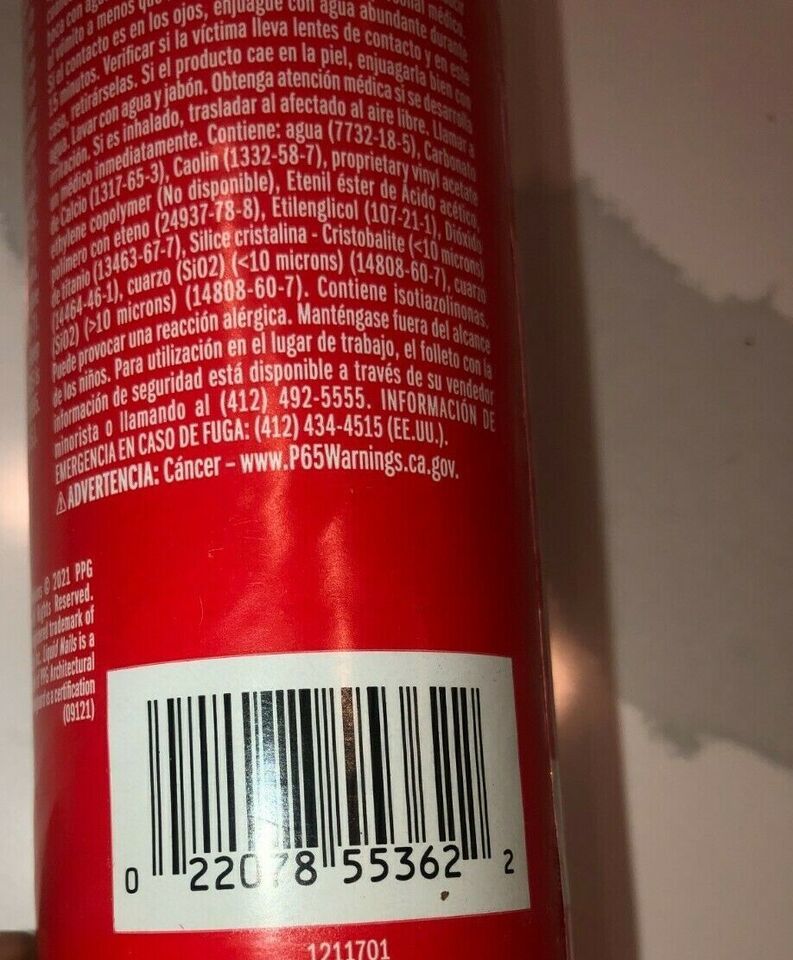 boca con agua
el vómito a menos que
Si el contacto es en los ojos, enjuague con agua abundante durante
15 minutos. Verificar si la víctima lleva lentes de contacto y en este
caso, retirárselas. Si el producto cae en la piel, enjuagarla bien con
agua. Lavar con agua y jabón. Obtenga atención médica si se desarrolla
irritación. Si es inhalado, trasladar al afectado al aire libre. Llamar a
un médico inmediatamente. Contiene: agua (7732-18-5), Carbonato
de Calcio (1317-65-3), Caolin (1332-58-7), proprietary vinyl acetate
ethylene copolymer (No disponible), Etenil éster de Ácido acético,
polímero con eteno (24937-78-8), Etilenglicol (107-21-1), Dióxido
de titanio (13463-67-7), Silice cristalina - Cristobalite (<10 microns)
(14464-46-1), cuarzo (SiO2) (<10 microns) (14808-60-7), cuarzo
(SiO2) (>10 microns) (14808-60-7). Contiene isotiazolinonas.
Puede provocar una reacción alérgica. Manténgase fuera del alcance
de los niños. Para utilización en el lugar de trabajo, el folleto con la
información de seguridad está disponible a través de su vendedor
minorista o llamando al (412) 492-5555. INFORMACIÓN DE
EMERGENCIA EN CASO DE FUGA: (412) 434-4515 (EE.UU.).
⚠ADVERTENCIA: Cáncer – www.P65Warnings.ca.gov.
© 2021 PPG
Rights Reserved.
trademark of
Liquid Nails is a
of PPG Architectural
is a certification
(09121)
0 22078 55362 2
1211701